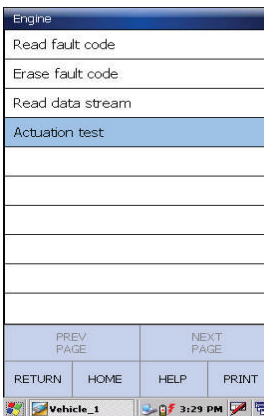 Engine
Read fault code
Erase fault code
Read data stream
Actuation test
PREV PAGE
NEXT PAGE
RETURN HOME HELP PRINT
Vehicle_1 3:29 PM